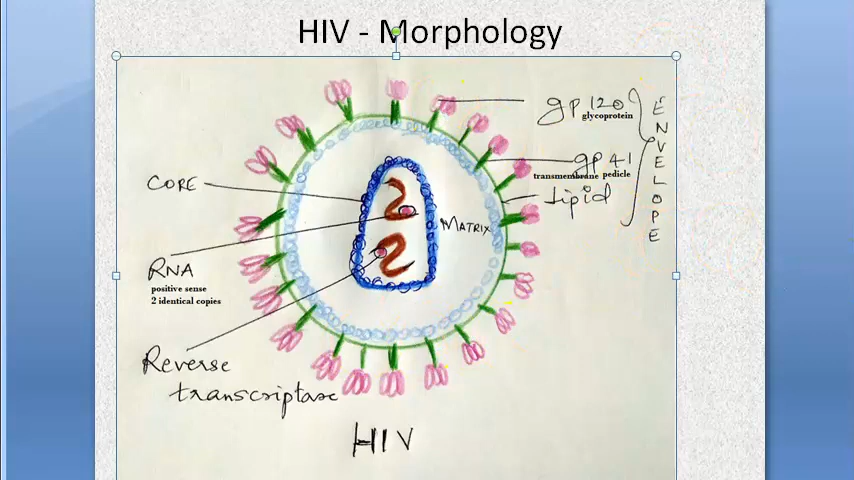 HIV - Morphology
gp 120
glycoprotein
gp 41
transmembrane pedicle
Lipid
ENVELOPE
CORE
MATRIX
RNA
positive sense
2 identical copies
Reverse
transcriptase
HIV